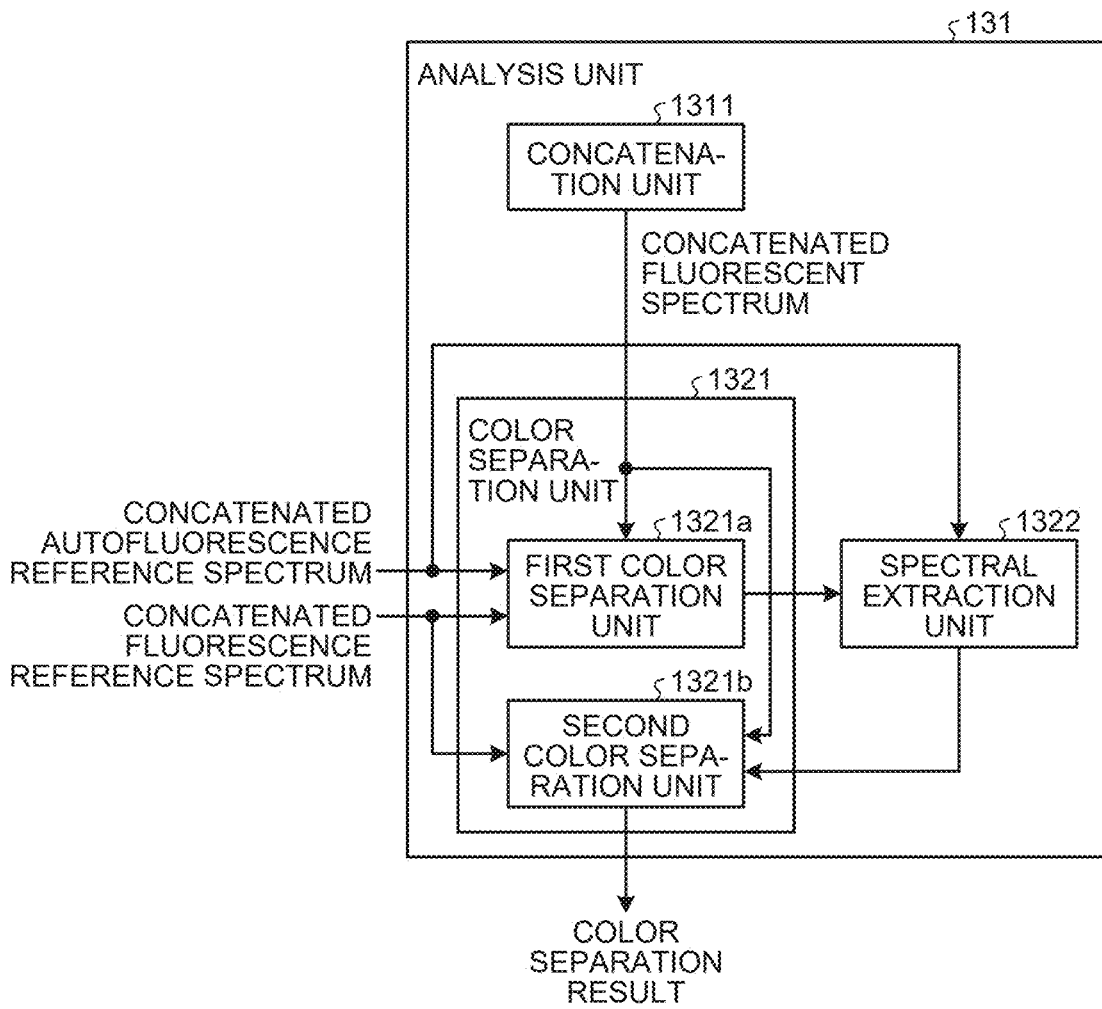 131
ANALYSIS UNIT
1311
CONCATENA-
TION UNIT
CONCATENATED
FLUORESCENT
SPECTRUM
1321
COLOR
SEPARA-
TION UNIT
CONCATENATED
AUTOFLUORESCENCE
REFERENCE SPECTRUM
1321a
FIRST COLOR
SEPARATION
UNIT
1322
SPECTRAL
EXTRACTION
UNIT
CONCATENATED
FLUORESCENCE
REFERENCE SPECTRUM
1321b
SECOND
COLOR SEPA-
RATION UNIT
COLOR
SEPARATION
RESULT